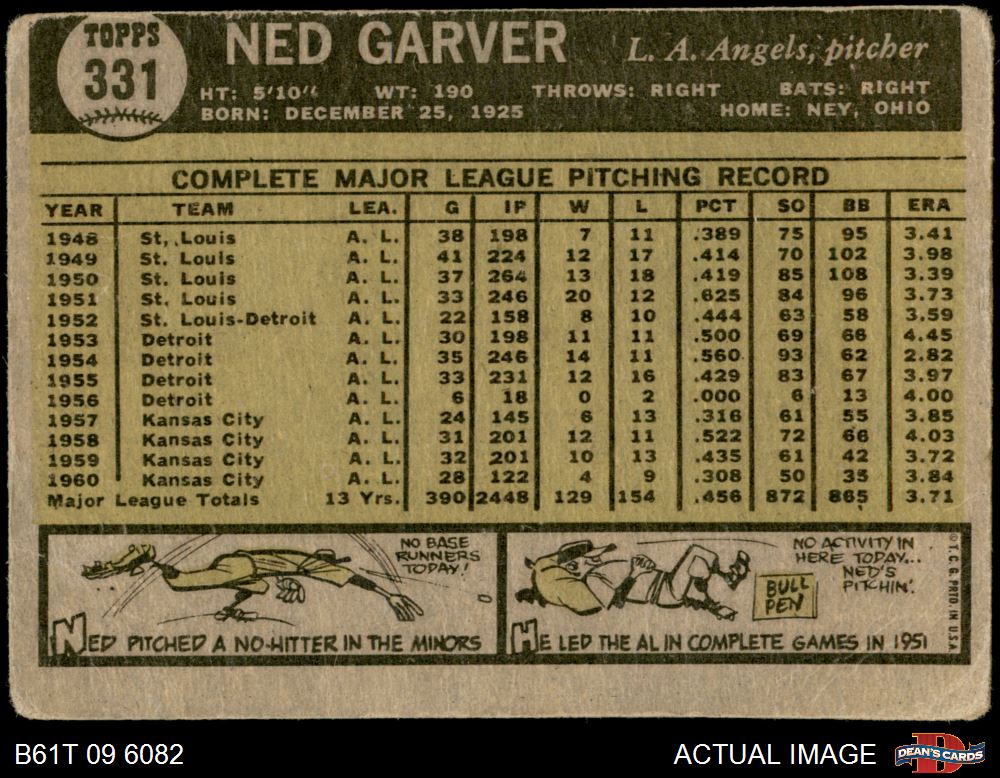 TOPPS
331
NED GARVER L. A. Angels, pitcher
HT: 5'10" WT: 190 THROWS: RIGHT BATS: RIGHT
BORN: DECEMBER 25, 1925 HOME: NEY, OHIO
COMPLETE MAJOR LEAGUE PITCHING RECORD
YEAR TEAM LEA. G IP W L PCT SO BB ERA
1948 St. Louis A. L. 38 198 7 11 .389 75 95 3.41
1949 St. Louis A. L. 41 224 12 17 .414 70 102 3.98
1950 St. Louis A. L. 37 264 13 18 .419 85 108 3.39
1951 St. Louis A. L. 33 246 20 12 .625 84 96 3.73
1952 St. Louis-Detroit A. L. 22 158 8 10 .444 63 58 3.59
1953 Detroit A. L. 30 198 11 11 .500 69 66 4.45
1954 Detroit A. L. 35 246 14 11 .560 93 62 2.82
1955 Detroit A. L. 33 231 12 16 .429 83 67 3.97
1956 Detroit A. L. 6 18 0 2 .000 6 13 4.00
1957 Kansas City A. L. 24 145 6 13 .316 61 55 3.85
1958 Kansas City A. L. 31 201 12 11 .522 72 66 4.03
1959 Kansas City A. L. 32 201 10 13 .435 61 42 3.72
1960 Kansas City A. L. 28 122 4 9 .308 50 35 3.84
Major League Totals 13 Yrs. 390 2448 129 154 .456 872 865 3.71
NO BASE
RUNNERS
TODAY!
NED PITCHED A NO-HITTER IN THE MINORS
NO ACTIVITY IN
HERE TODAY...
NED'S
PITCHIN'.
BULL
PEN
HE LED THE AL IN COMPLETE GAMES IN 1951
© T. C. G. PRTD. IN U.S.A.
B61T 09 6082 ACTUAL IMAGE
DEAN'S CARDS